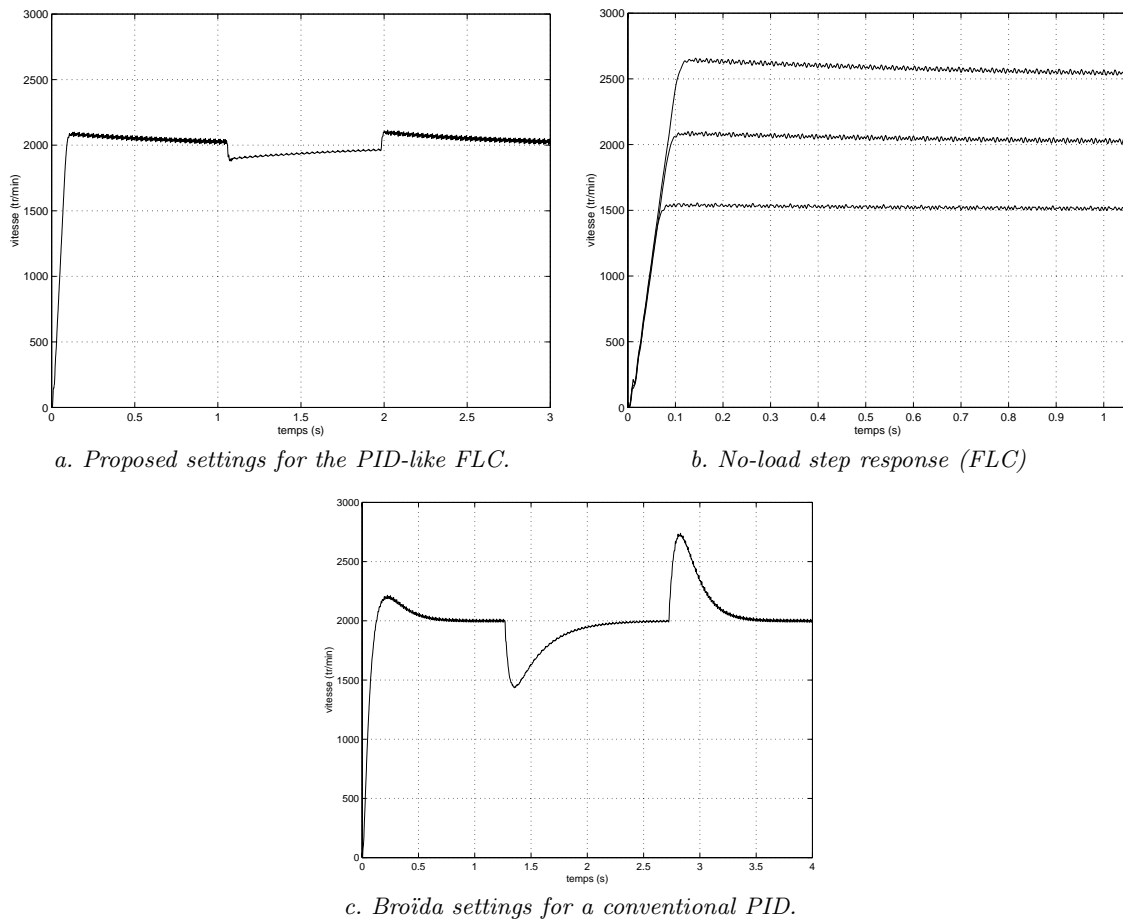 3000
2500
2000
1500
1000
500
0
vitesse (tr/min)
0 0.5 1 1.5 2 2.5 3
temps (s)
a. Proposed settings for the PID-like FLC.
3000
2500
2000
1500
1000
500
0
vitesse (tr/min)
0 0.1 0.2 0.3 0.4 0.5 0.6 0.7 0.8 0.9 1
temps (s)
b. No-load step response (FLC)
3000
2500
2000
1500
1000
500
0
vitesse (tr/min)
0 0.5 1 1.5 2 2.5 3 3.5 4
temps (s)
c. Broïda settings for a conventional PID.